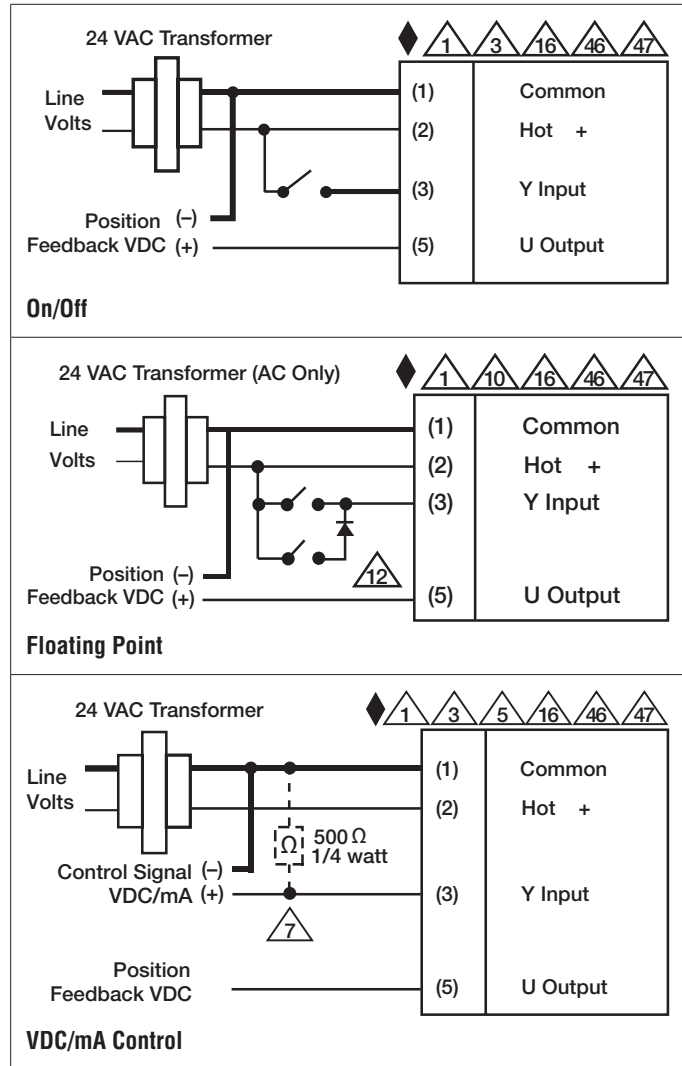 24 VAC Transformer
1 3 16 46 47
Line
Volts
(1) Common
(2) Hot +
(3) Y Input
Position (–)
Feedback VDC (+)
(5) U Output
On/Off
24 VAC Transformer (AC Only)
1 10 16 46 47
Line
Volts
(1) Common
(2) Hot +
(3) Y Input
12
Position (–)
Feedback VDC (+)
(5) U Output
Floating Point
24 VAC Transformer
1 3 5 16 46 47
Line
Volts
(1) Common
(2) Hot +
Ω 500 Ω
1/4 watt
Control Signal (–)
VDC/mA (+)
(3) Y Input
7
Position
Feedback VDC
(5) U Output
VDC/mA Control